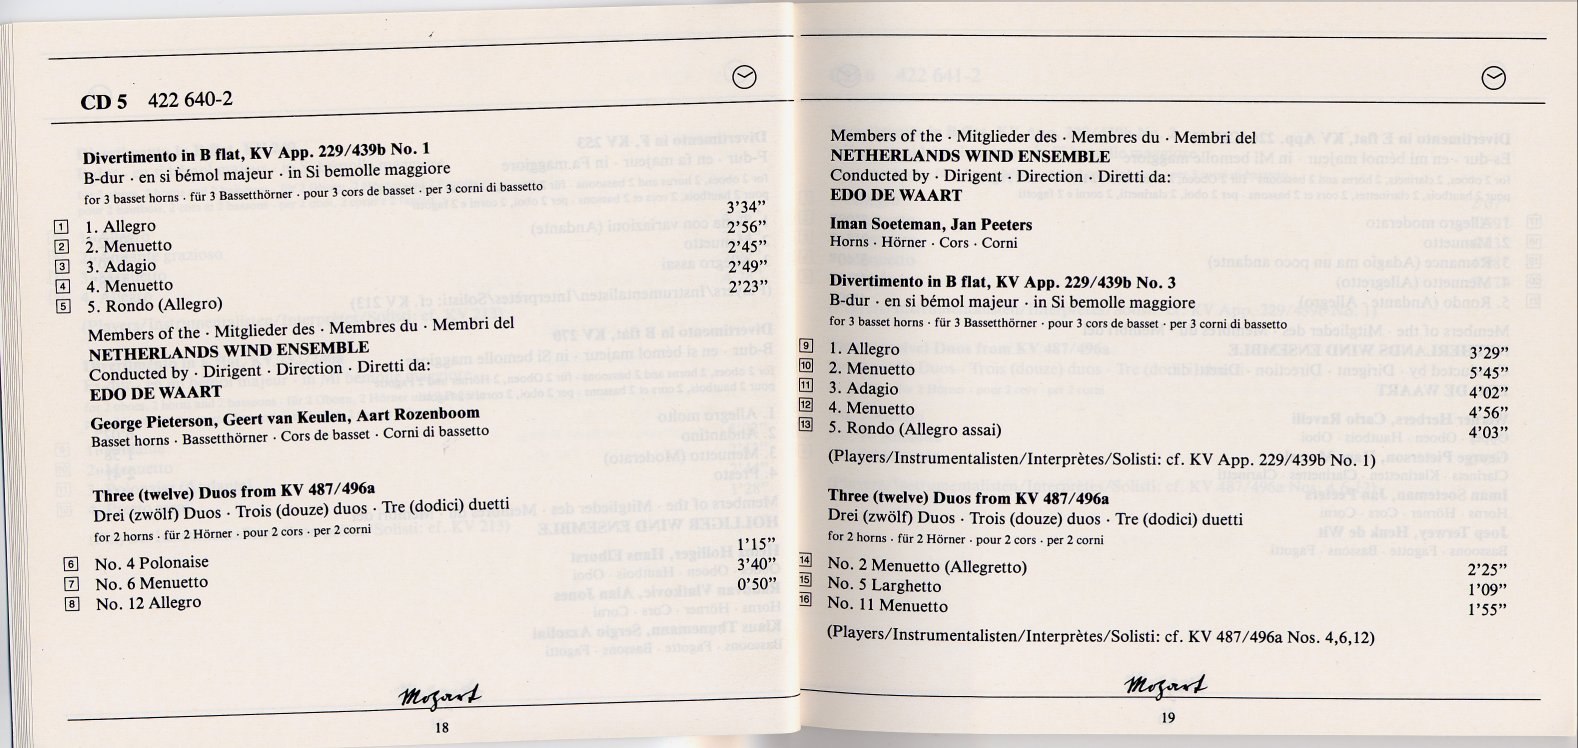 CD 5 422 640-2
Divertimento in B flat, KV App. 229/439b No. 1
B-dur · en si bémol majeur · in Si bemolle maggiore
for 3 basset horns · für 3 Bassetthörner · pour 3 cors de basset · per 3 corni di bassetto
1 1. Allegro 3’34”
2 2. Menuetto 2’56”
3 3. Adagio 2’45”
4 4. Menuetto 2’49”
5 5. Rondo (Allegro) 2’23”
Members of the · Mitglieder des · Membres du · Membri del
NETHERLANDS WIND ENSEMBLE
Conducted by · Dirigent · Direction · Diretti da:
EDO DE WAART
George Pieterson, Geert van Keulen, Aart Rozenboom
Basset horns · Bassetthörner · Cors de basset · Corni di bassetto
Three (twelve) Duos from KV 487/496a
Drei (zwölf) Duos · Trois (douze) duos · Tre (dodici) duetti
for 2 horns · für 2 Hörner · pour 2 cors · per 2 corni
6 No. 4 Polonaise 1’15”
7 No. 6 Menuetto 3’40”
8 No. 12 Allegro 0’50”
Mozart
18
Members of the · Mitglieder des · Membres du · Membri del
NETHERLANDS WIND ENSEMBLE
Conducted by · Dirigent · Direction · Diretti da:
EDO DE WAART
Iman Soeteman, Jan Peeters
Horns · Hörner · Cors · Corni
Divertimento in B flat, KV App. 229/439b No. 3
B-dur · en si bémol majeur · in Si bemolle maggiore
for 3 basset horns · für 3 Bassetthörner · pour 3 cors de basset · per 3 corni di bassetto
9 1. Allegro 3’29”
10 2. Menuetto 5’45”
11 3. Adagio 4’02”
12 4. Menuetto 4’56”
13 5. Rondo (Allegro assai) 4’03”
(Players/Instrumentalisten/Interprètes/Solisti: cf. KV App. 229/439b No. 1)
Three (twelve) Duos from KV 487/496a
Drei (zwölf) Duos · Trois (douze) duos · Tre (dodici) duetti
for 2 horns · für 2 Hörner · pour 2 cors · per 2 corni
14 No. 2 Menuetto (Allegretto) 2’25”
15 No. 5 Larghetto 1’09”
16 No. 11 Menuetto 1’55”
(Players/Instrumentalisten/Interprètes/Solisti: cf. KV 487/496a Nos. 4,6,12)
Mozart
19